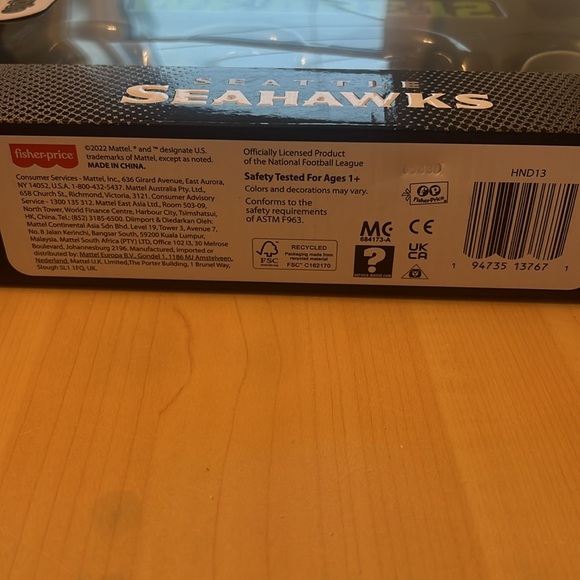 SEATTLE
SEAHAWKS
fisher-price
©2022 Mattel. ® and ™ designate U.S.
trademarks of Mattel, except as noted.
MADE IN CHINA.
Consumer Services - Mattel, Inc., 636 Girard Avenue, East Aurora,
NY 14052, U.S.A. 1-800-432-5437. Mattel Australia Pty. Ltd.,
658 Church St., Richmond, Victoria, 3121. Consumer Advisory
Service - 1300 135 312. Mattel East Asia Ltd., Room 503-09,
North Tower, World Finance Centre, Harbour City, Tsimshatsui,
HK, China. Tel.: (852) 3185-6500. Diimport & Diedarkan Oleh:
Mattel Continental Asia Sdn Bhd. Level 19, Tower 3, Avenue 7,
No. 8 Jalan Kerinchi, Bangsar South, 59200 Kuala Lumpur,
Malaysia. Mattel South Africa (PTY) LTD, Office 102 I3, 30 Melrose
Boulevard, Johannesburg 2196. Manufactured, imported or
distributed by: Mattel Europa B.V., Gondel 1, 1186 MJ Amstelveen,
Nederland. Mattel U.K. Limited, The Porter Building, 1 Brunel Way,
Slough SL1 1FQ, UK.
Officially Licensed Product
of the National Football League
Safety Tested For Ages 1+
Colors and decorations may vary.
Conforms to the
safety requirements
of ASTM F963.
FSC
RECYCLED
Packaging made from
recycled material
FSC® C162170
FP
Fisher-Price
MC
684173-A
CE
?
service.mattel.com
UK
CA
HND13
1 94735 13767 1